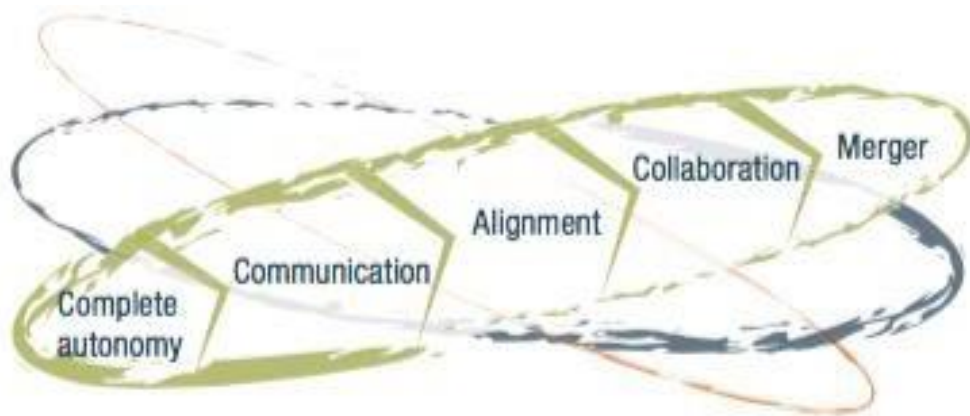 Complete
autonomy
Communication
Alignment
Collaboration
Merger